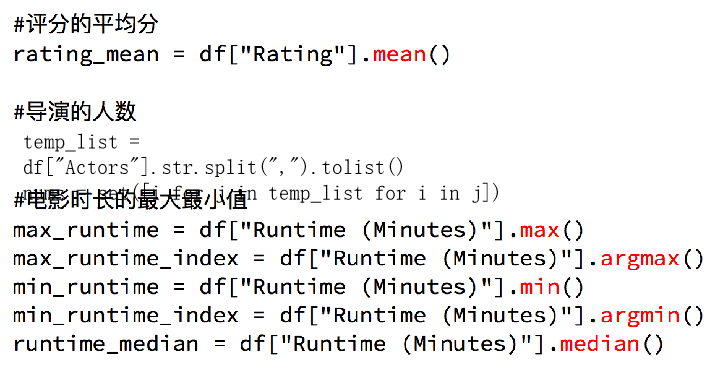 #评分的平均分
rating_mean = df["Rating"].mean()
#导演的人数
temp_list =
df["Actors"].str.split(",").tolist()
= set([i for j in temp_list for i in j])
#电影时长的最大最小值
max_runtime = df["Runtime (Minutes)"].max()
max_runtime_index = df["Runtime (Minutes)"].argmax()
min_runtime = df["Runtime (Minutes)"].min()
min_runtime_index = df["Runtime (Minutes)"].argmin()
runtime_median = df["Runtime (Minutes)"].median()